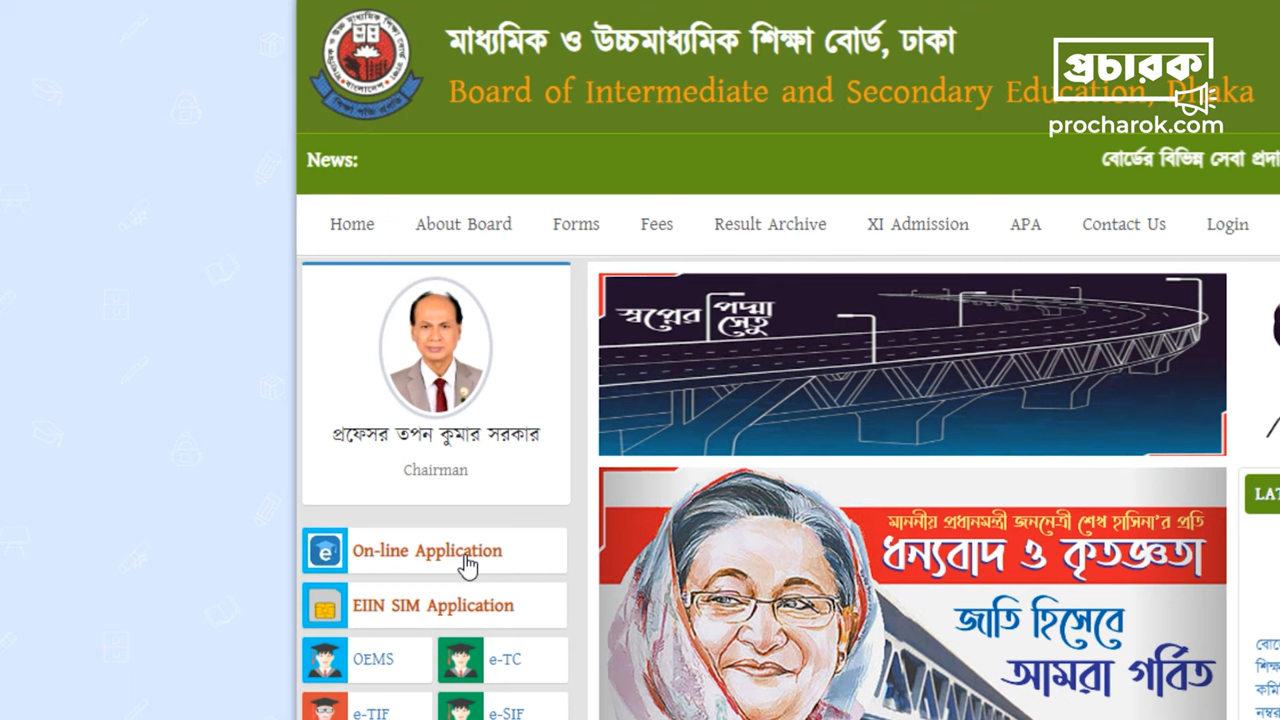 মাধ্যমিক ও উচ্চমাধ্যমিক শিক্ষা বোর্ড, ঢাকা
Board of Intermediate and Secondary Education, Dhaka
প্রচারক
procharok.com
News:
বোর্ডের বিভিন্ন সেবা প্রদা
Home About Board Forms Fees Result Archive XI Admission APA Contact Us Login
স্বপ্নের পদ্মা সেতু
প্রফেসর তপন কুমার সরকার
Chairman
On-line Application
EIIN SIM Application
OEMS e-TC
e-TIF e-SIF
মাননীয় প্রধানমন্ত্রী জননেত্রী শেখ হাসিনা'র প্রতি
ধন্যবাদ ও কৃতজ্ঞতা
জাতি হিসেবে
আমরা গর্বিত
LAT
বোর্ডে
শিক্ষ
কমি
নম্বর